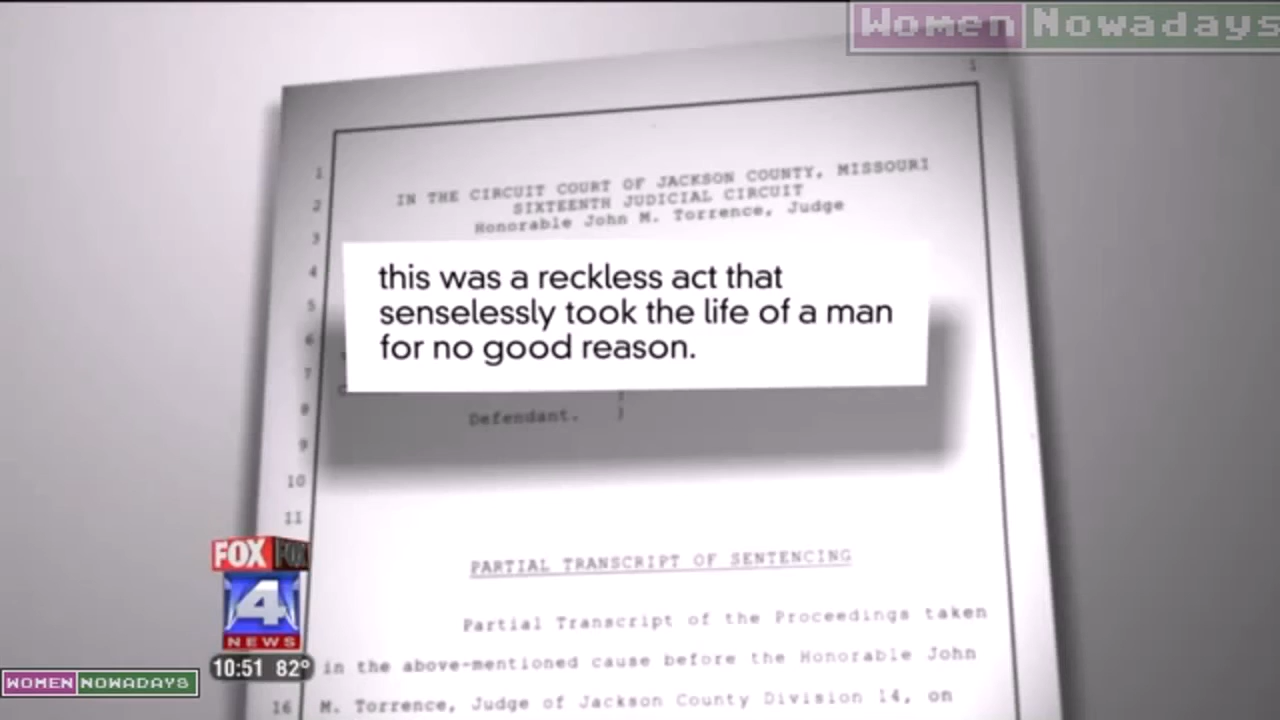 Women Nowadays
1
1
IN THE CIRCUIT COURT OF JACKSON COUNTY, MISSOURI
2
SIXTEENTH JUDICIAL CIRCUIT
3
Honorable John M. Torrence, Judge
4
this was a reckless act that
5
senselessly took the life of a man
6
for no good reason.
7
8
Defendant. )
9
10
11
PARTIAL TRANSCRIPT OF SENTENCING
Partial Transcript of the Proceedings taken
in the above-mentioned cause before the Honorable John
16 M. Torrence, Judge of Jackson County Division 14, on
FOX FOX
4
NEWS
10:51 82°
WOMEN NOWADAYS